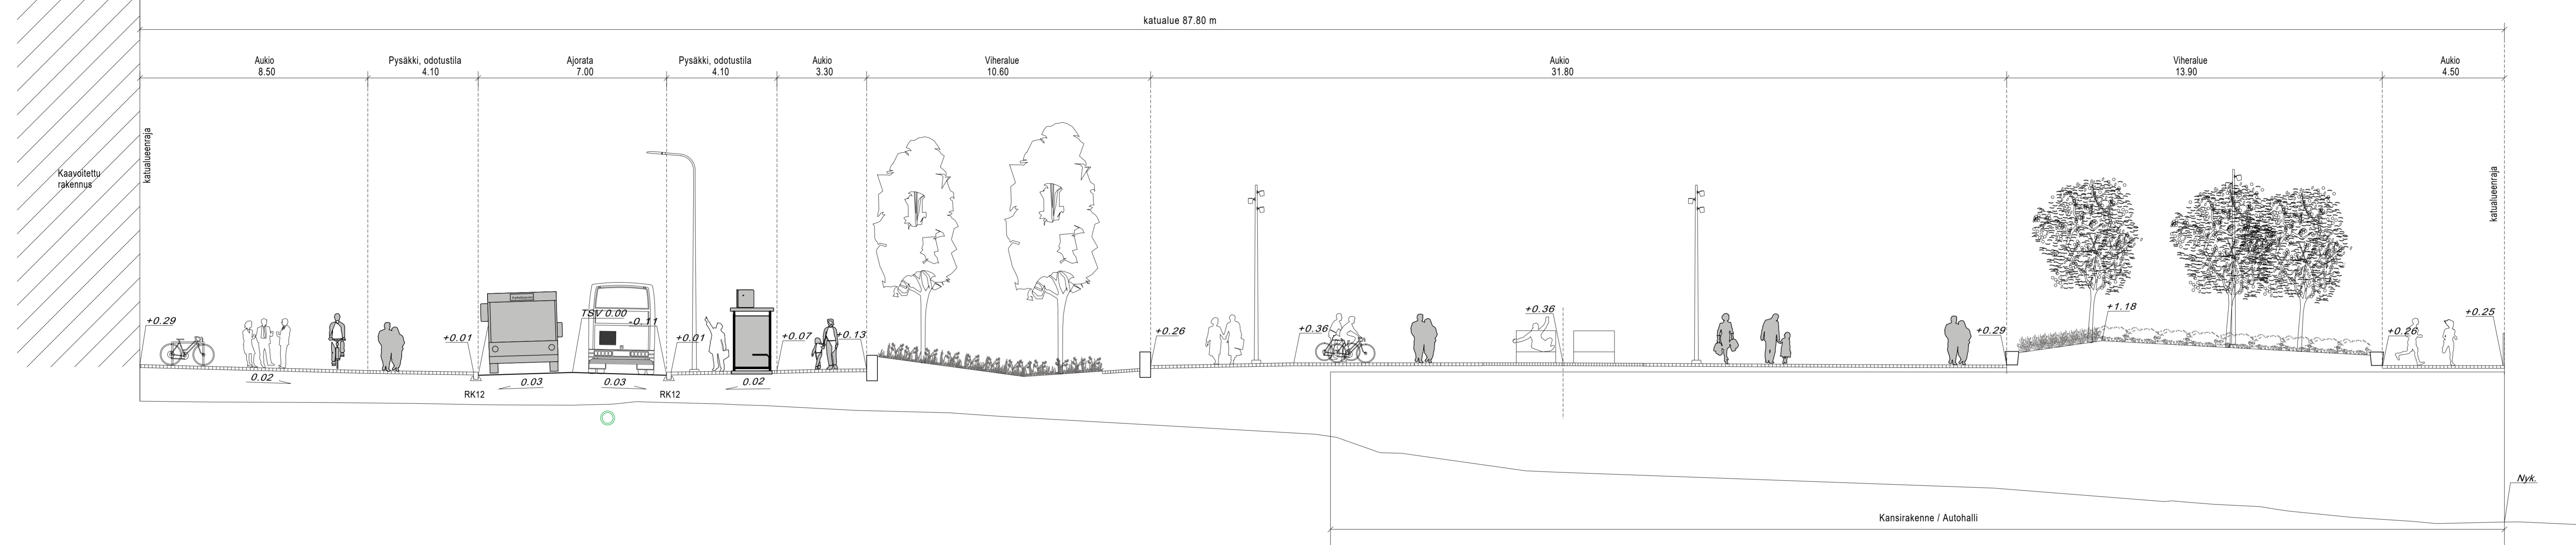 katualue 87.80 m
Aukio
8.50
Pysäkki, odotustila
4.10
Ajorata
7.00
Pysäkki, odotustila
4.10
Aukio
3.30
Viheralue
10.60
Aukio
31.80
Viheralue
13.90
Aukio
4.50
Kaavoitettu
rakennus
katualueenraja
katualueenraja
+0.29
+0.01
TSV 0.00
-0.11
+0.01
+0.07
+0.13
+0.26
+0.36
+0.36
+0.29
+1.18
+0.26
+0.25
0.02
0.03
0.03
0.02
RK12
RK12
Nyk.
Kansirakenne / Autohalli